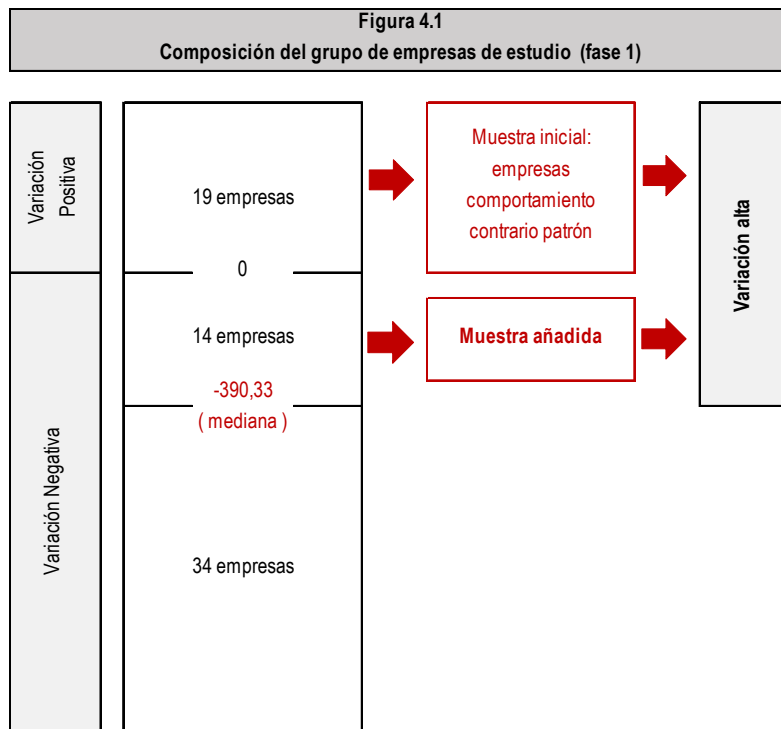 Figura 4.1
Composición del grupo de empresas de estudio (fase 1)
Variación
Positiva
19 empresas
Muestra inicial:
empresas
comportamiento
contrario patrón
Variación alta
0
Variación Negativa
14 empresas
Muestra añadida
-390,33
( mediana )
34 empresas